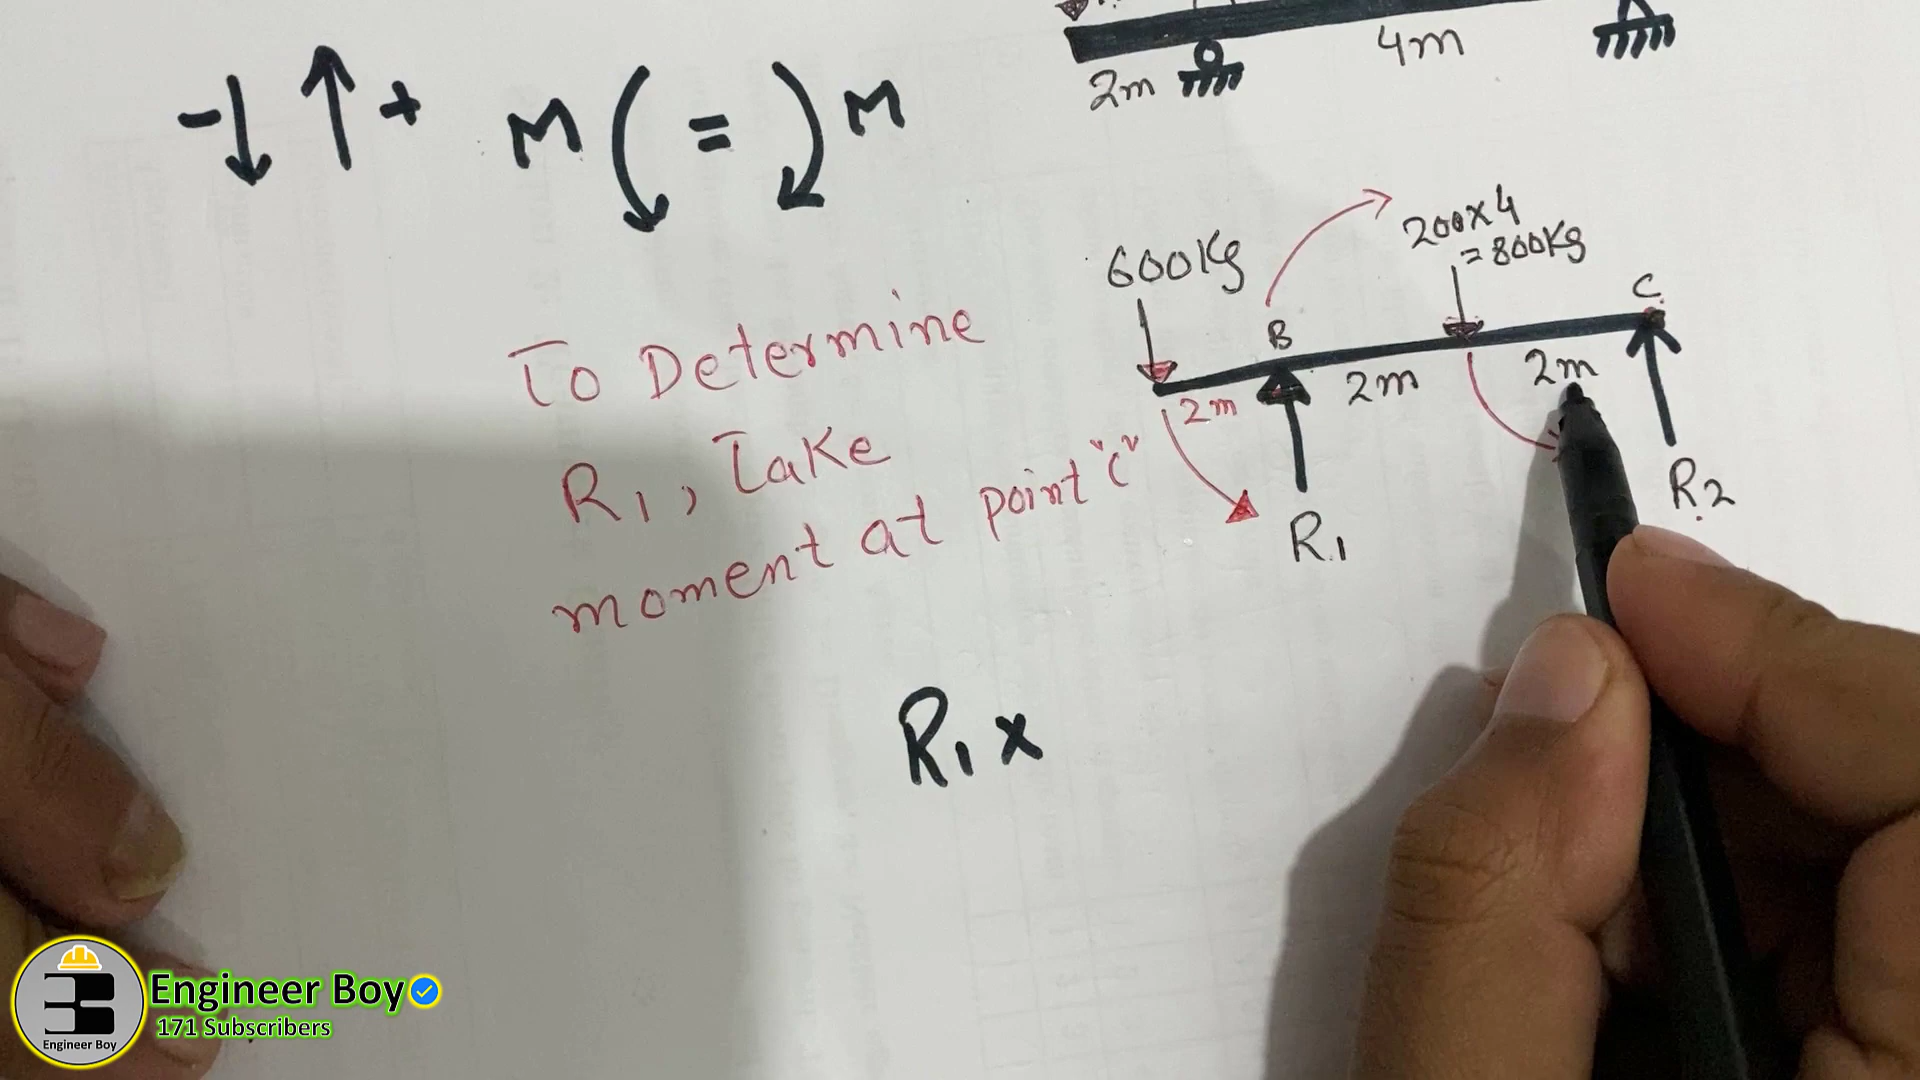 2m
4m
- + M = M
600Kg
200x4
= 800Kg
B
C
2m
2m
2m
R1
R2
To Determine
R1, Take
moment at point "C"
R1 x
Engineer Boy
171 Subscribers
Engineer Boy